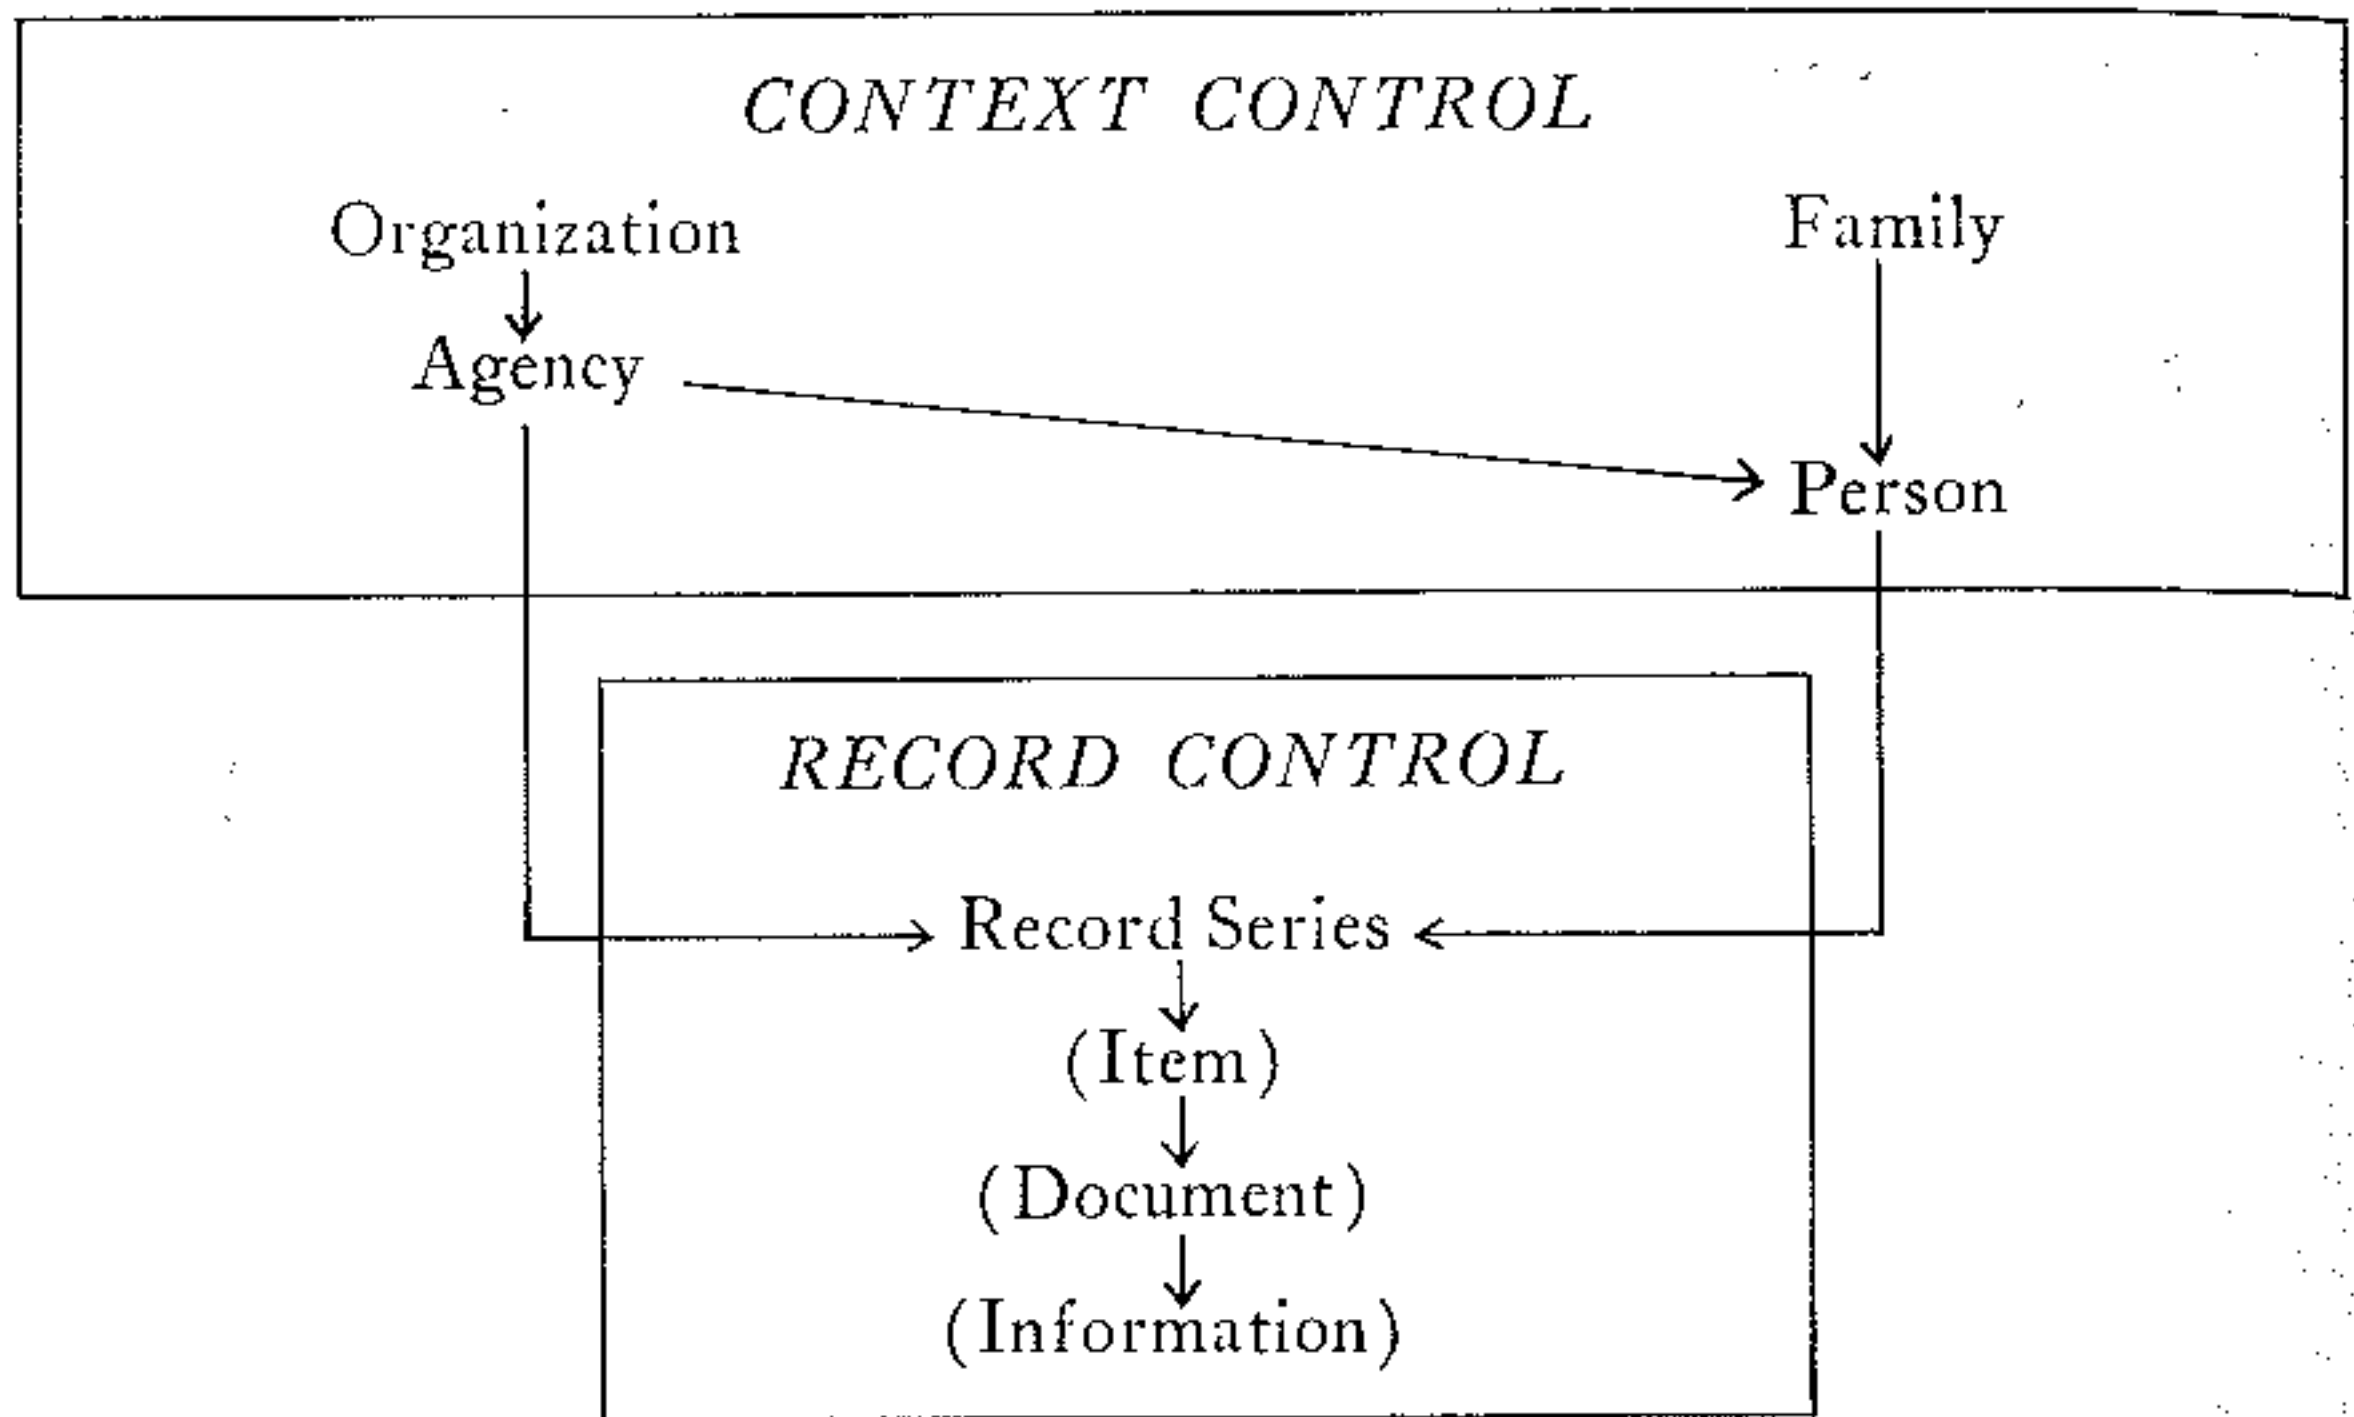 CONTEXT CONTROL
Organization
Family
Agency
Person
RECORD CONTROL
Record Series
(Item)
(Document)
(Information)